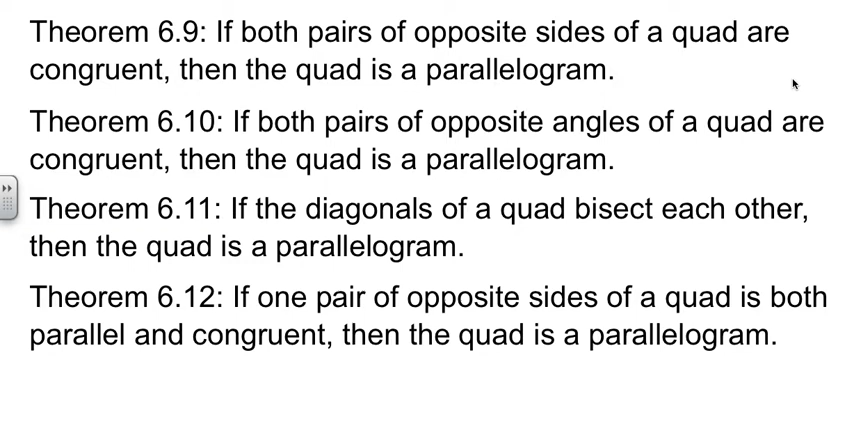 Theorem 6.9: If both pairs of opposite sides of a quad are
congruent, then the quad is a parallelogram.
Theorem 6.10: If both pairs of opposite angles of a quad are
congruent, then the quad is a parallelogram.
Theorem 6.11: If the diagonals of a quad bisect each other,
then the quad is a parallelogram.
Theorem 6.12: If one pair of opposite sides of a quad is both
parallel and congruent, then the quad is a parallelogram.